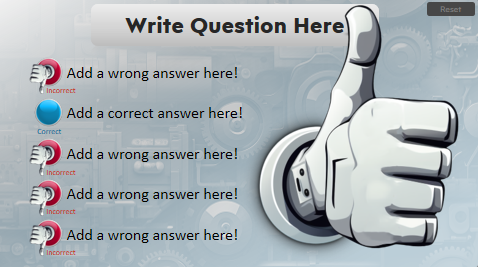 Reset
Write Question Here
Add a wrong answer here!
Incorrect
Add a correct answer here!
Correct
Add a wrong answer here!
Incorrect
Add a wrong answer here!
Incorrect
Add a wrong answer here!
Incorrect